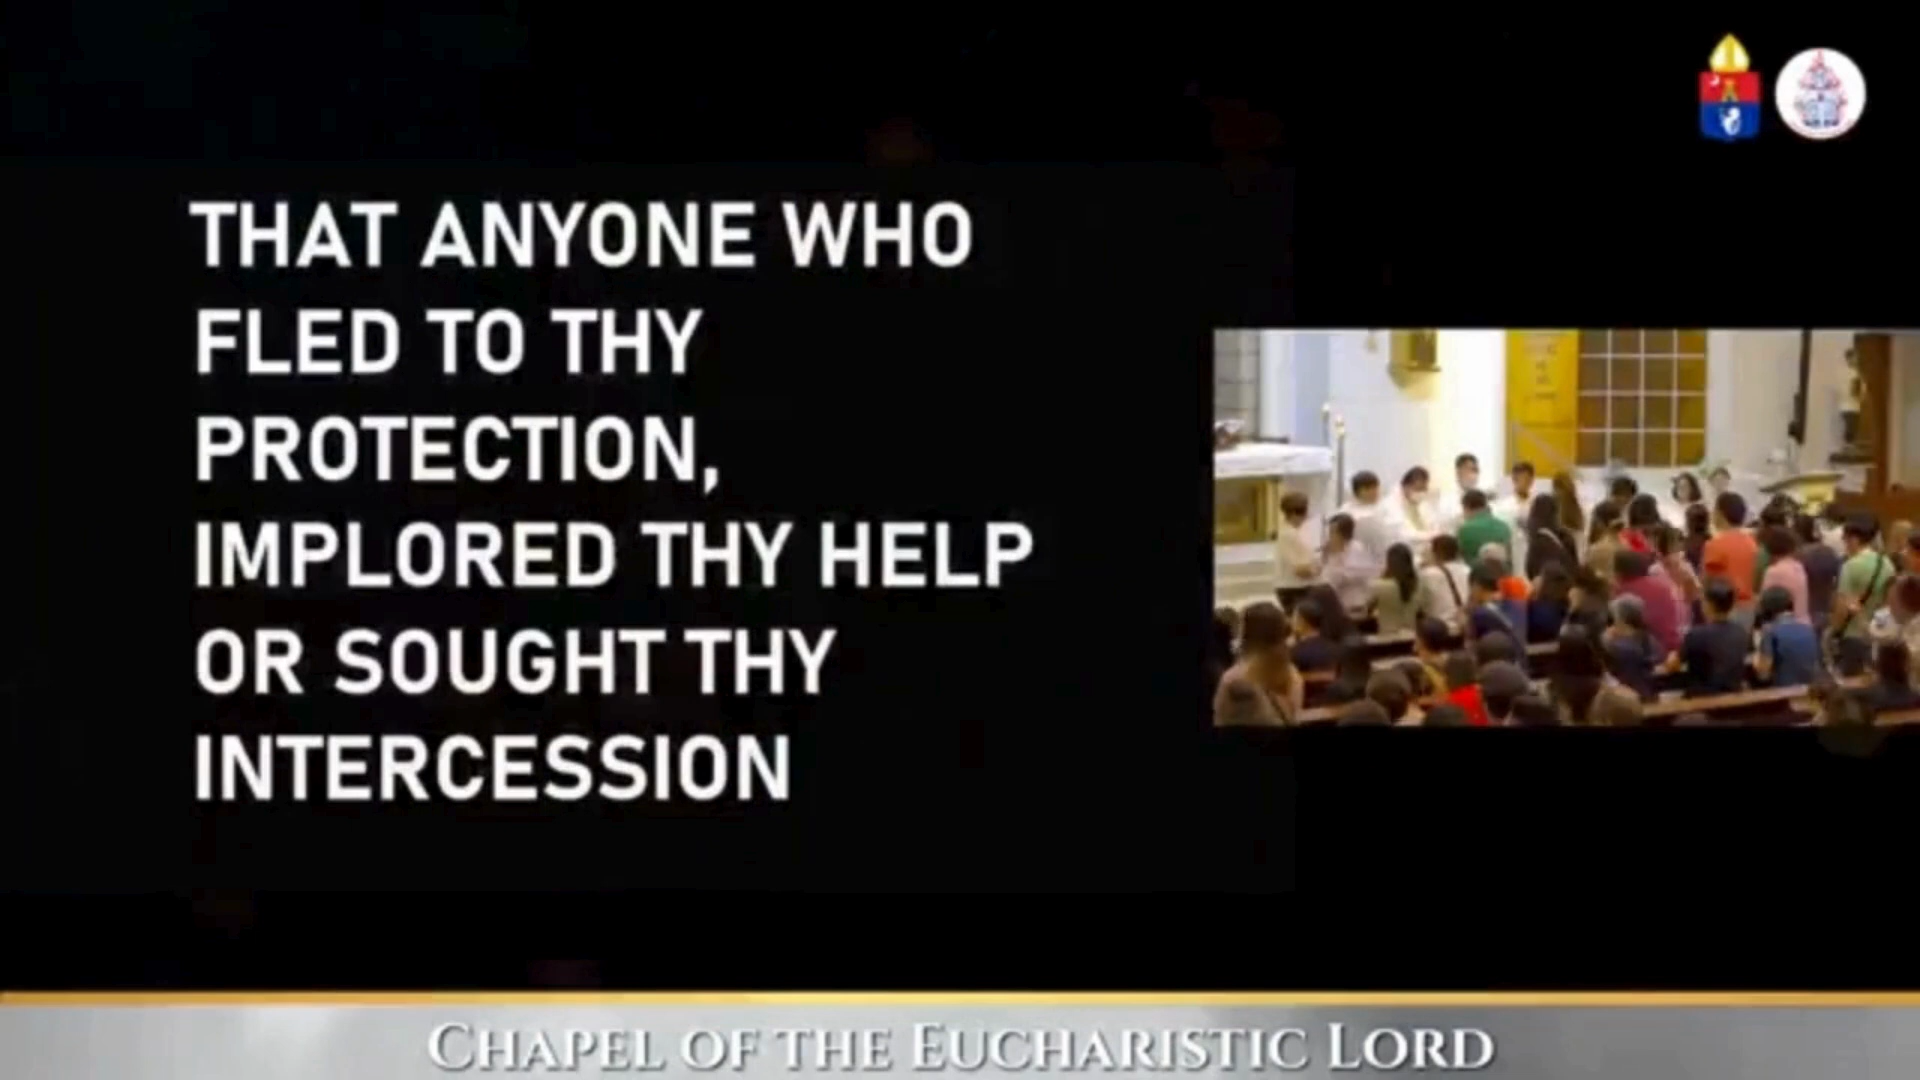 THAT ANYONE WHO
FLED TO THY
PROTECTION,
IMPLORED THY HELP
OR SOUGHT THY
INTERCESSION
CHAPEL OF THE EUCHARISTIC LORD